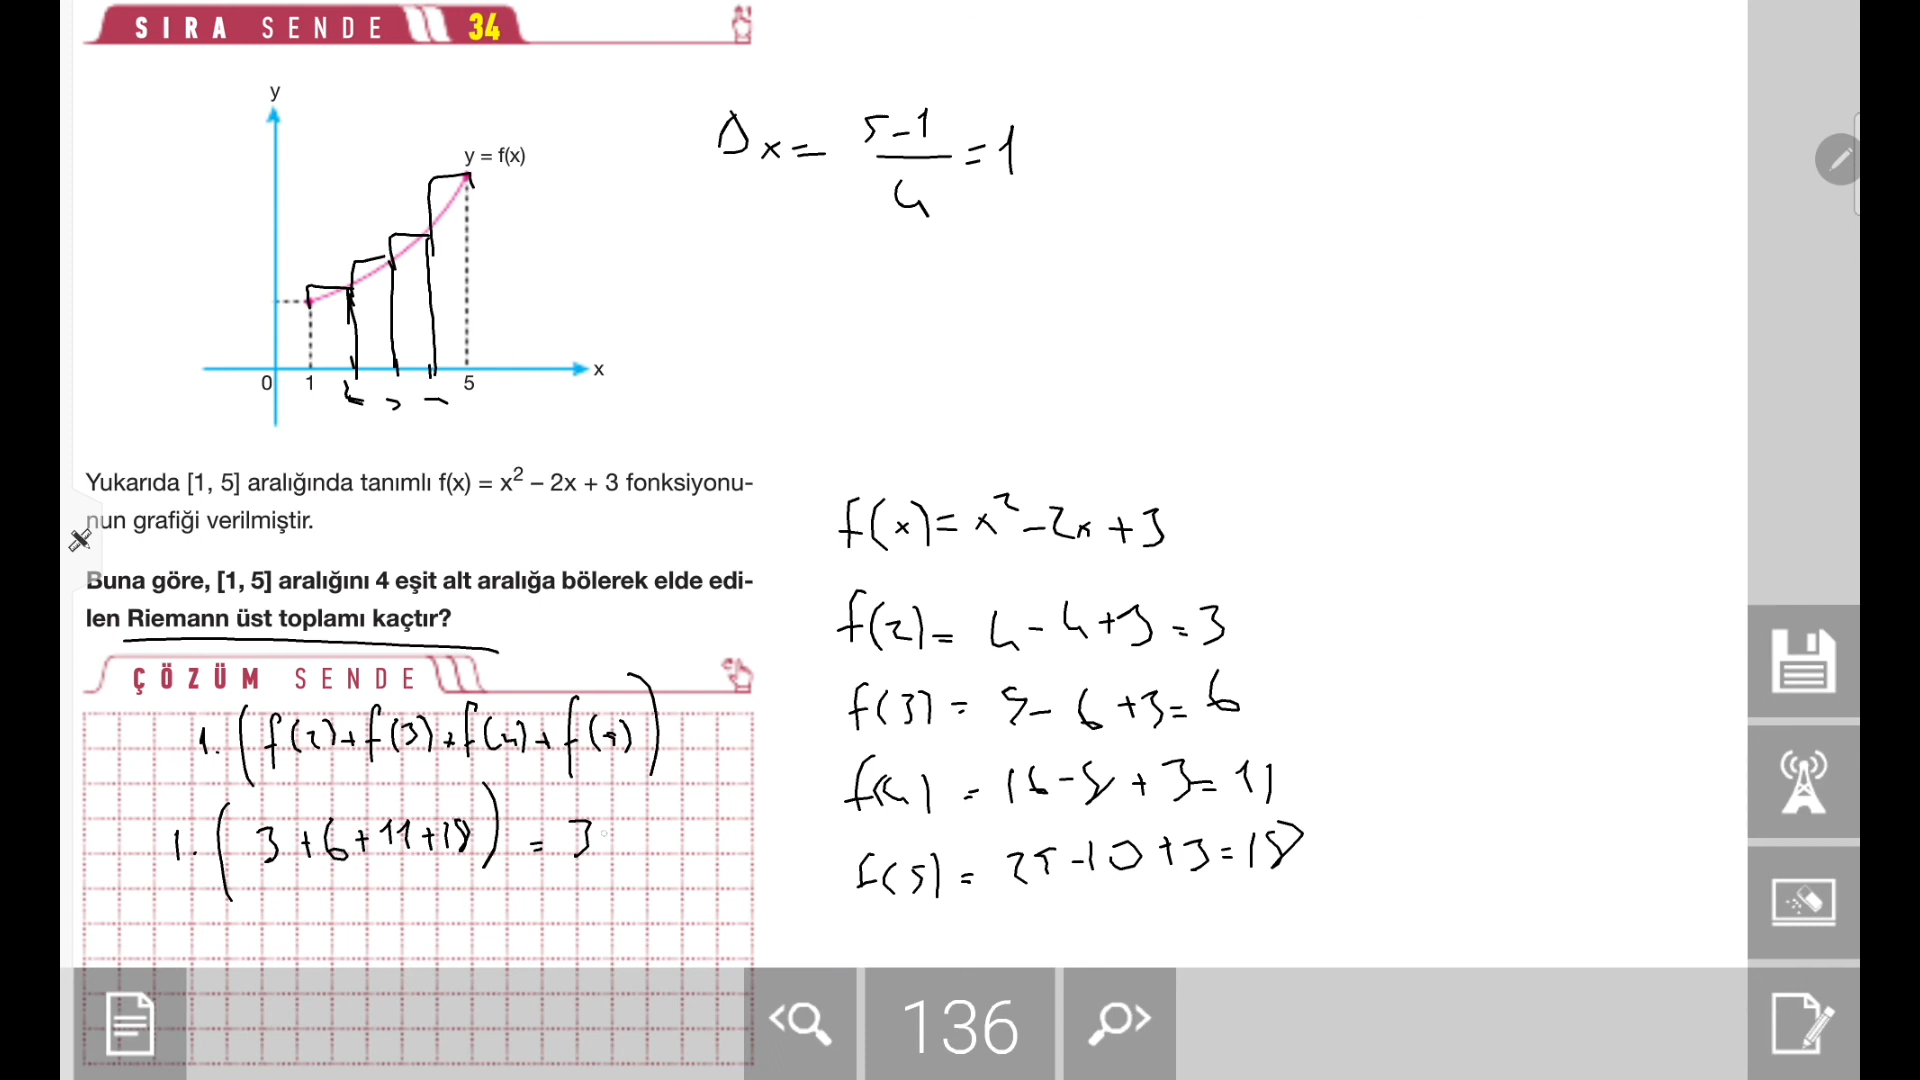 SIRA SENDE 34
y
y = f(x)
x
0 1 2 3 5
Δx = 5-1/4 = 1
Yukarıda [1, 5] aralığında tanımlı f(x) = x² – 2x + 3 fonksiyonu-
nun grafiği verilmiştir.
Buna göre, [1, 5] aralığını 4 eşit alt aralığa bölerek elde edi-
len Riemann üst toplamı kaçtır?
ÇÖZÜM SENDE
1. (f(2)+f(3)+f(4)+f(5))
1. (3+6+11+18) = 3
f(x)= x²-2x+3
f(2)= 4-4+3=3
f(3)= 9-6+3=6
f(4)= 16-8+3=11
f(5)= 25-10+3=18
136